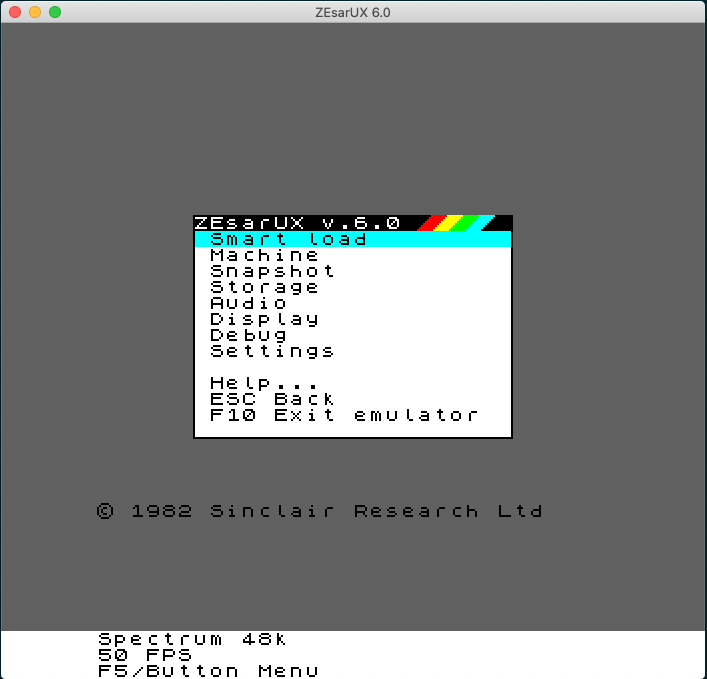 ZEsarUX 6.0
ZEsarUX v.6.0
Smart load
Machine
Snapshot
Storage
Audio
Display
Debug
Settings
Help...
ESC Back
F10 Exit emulator
© 1982 Sinclair Research Ltd
Spectrum 48k
50 FPS
F5/Button Menu